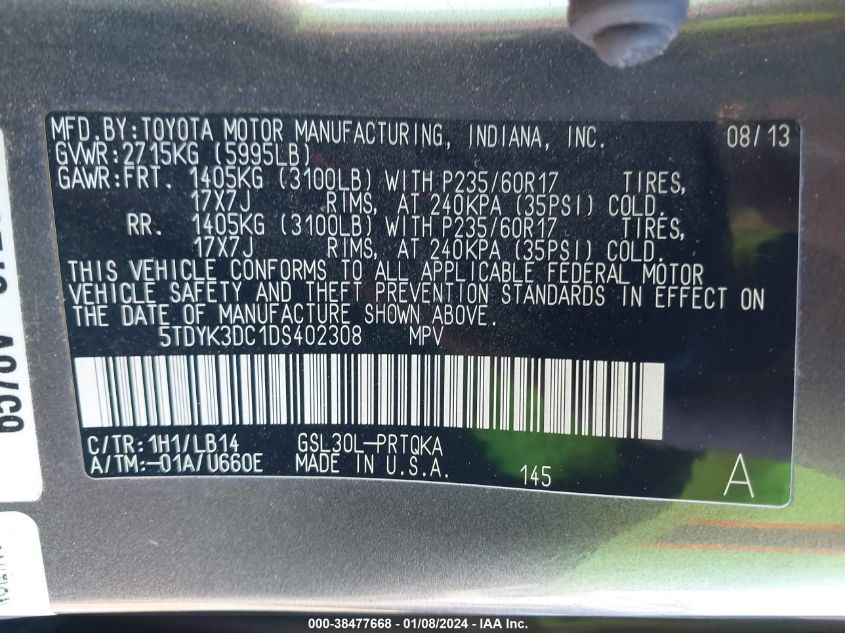 MFD.BY:TOYOTA MOTOR MANUFACTURING, INDIANA, INC. 08/13
GVWR:2715KG (5995LB)
GAWR:FRT. 1405KG (3100LB) WITH P235/60R17 TIRES,
17X7J RIMS, AT 240KPA (35PSI) COLD.
RR. 1405KG (3100LB) WITH P235/60R17 TIRES,
17X7J RIMS, AT 240KPA (35PSI) COLD.
THIS VEHICLE CONFORMS TO ALL APPLICABLE FEDERAL MOTOR
VEHICLE SAFETY AND THEFT PREVENTION STANDARDS IN EFFECT ON
THE DATE OF MANUFACTURE SHOWN ABOVE.
5TDYK3DC1DS402308 MPV
C/TR:1H1/LB14 GSL30L-PRTQKA
A/TM:-01A/U660E MADE IN U.S.A. 145 A
000-38477668 - 01/08/2024 - IAA Inc.